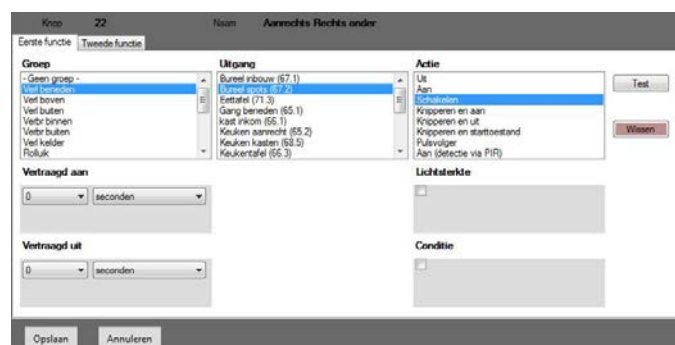 Knop 22 Naam Aanrechts Rechts onder
Eerste functie Tweede functie
Groep Uitgang Actie
- Geen groep - Bureel inbouw (67.1) Uit
Verl beneden Bureel spots (67.2) Aan
Verl boven Eettafel (71.3) Schakelen
Verl buiten Gang beneden (65.1) Knipperen en aan
Verbr binnen kast inkom (66.1) Knipperen en uit
Verbr buiten Keuken aanrecht (65.2) Knipperen en starttoestand
Verl kelder Keuken kasten (68.5) Pulsvolger
Rolluik Keukentafel (66.3) Aan (detectie via PIR)
Test
Wissen
Vertraagd aan Lichtsterkte
0 seconden
Vertraagd uit Conditie
0 seconden
Opslaan Annuleren